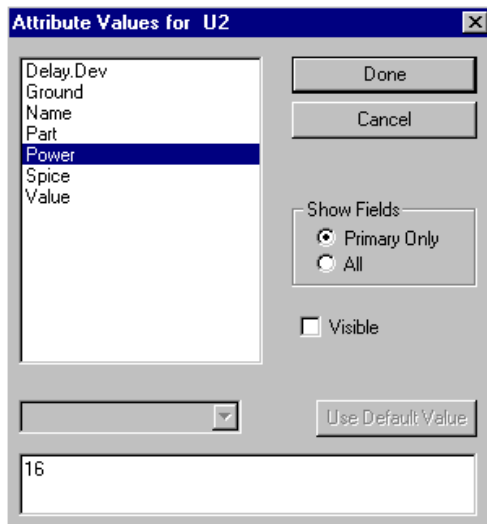 Attribute Values for U2
Delay.Dev
Ground
Name
Part
Power
Spice
Value
Done
Cancel
Show Fields
Primary Only
All
Visible
Use Default Value
16